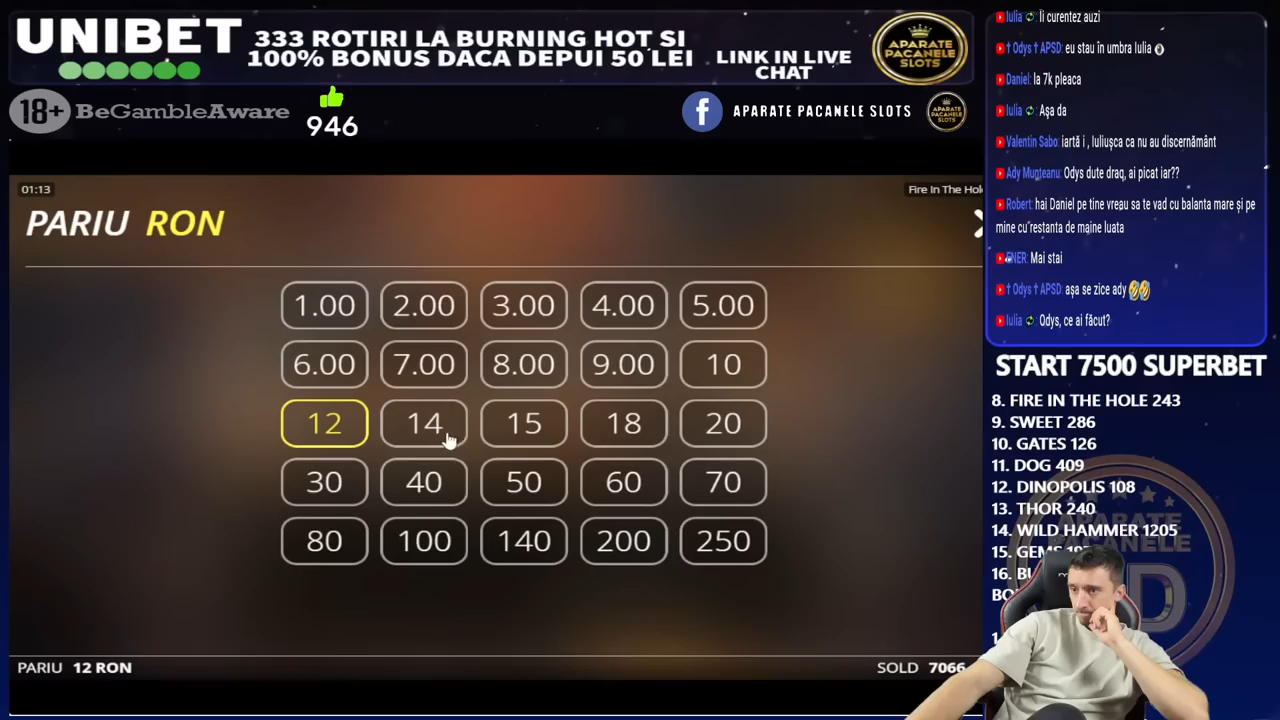 UNIBET
333 ROTIRI LA BURNING HOT SI
100% BONUS DACA DEPUI 50 LEI
LINK IN LIVE
CHAT
APARATE
PACANELE
SLOTS
18+ BeGambleAware
946
APARATE PACANELE SLOTS
01:13
Fire In The Hol
PARIU RON
1.00 2.00 3.00 4.00 5.00
6.00 7.00 8.00 9.00 10
12 14 15 18 20
30 40 50 60 70
80 100 140 200 250
PARIU 12 RON
SOLD 7066
Iulia: Îi curentez auzi
† Odys † APSD: eu stau în umbra Iulia
Daniel: la 7k pleaca
Iulia: Așa da
Valentin Sabo: iartă i , Iuliușca ca nu au discernământ
Ady Munteanu: Odys dute draq, ai picat iar??
Robert: hai Daniel pe tine vreau sa te vad cu balanta mare și pe
mine cu restanta de maine luata
ENER: Mai stai
† Odys † APSD: așa se zice ady 🤣🤣
Iulia: Odys, ce ai făcut?
START 7500 SUPERBET
8. FIRE IN THE HOLE 243
9. SWEET 286
10. GATES 126
11. DOG 409
12. DINOPOLIS 108
13. THOR 240
14. WILD HAMMER 1205
15. GEMS
16.
APARATE
PACANELE